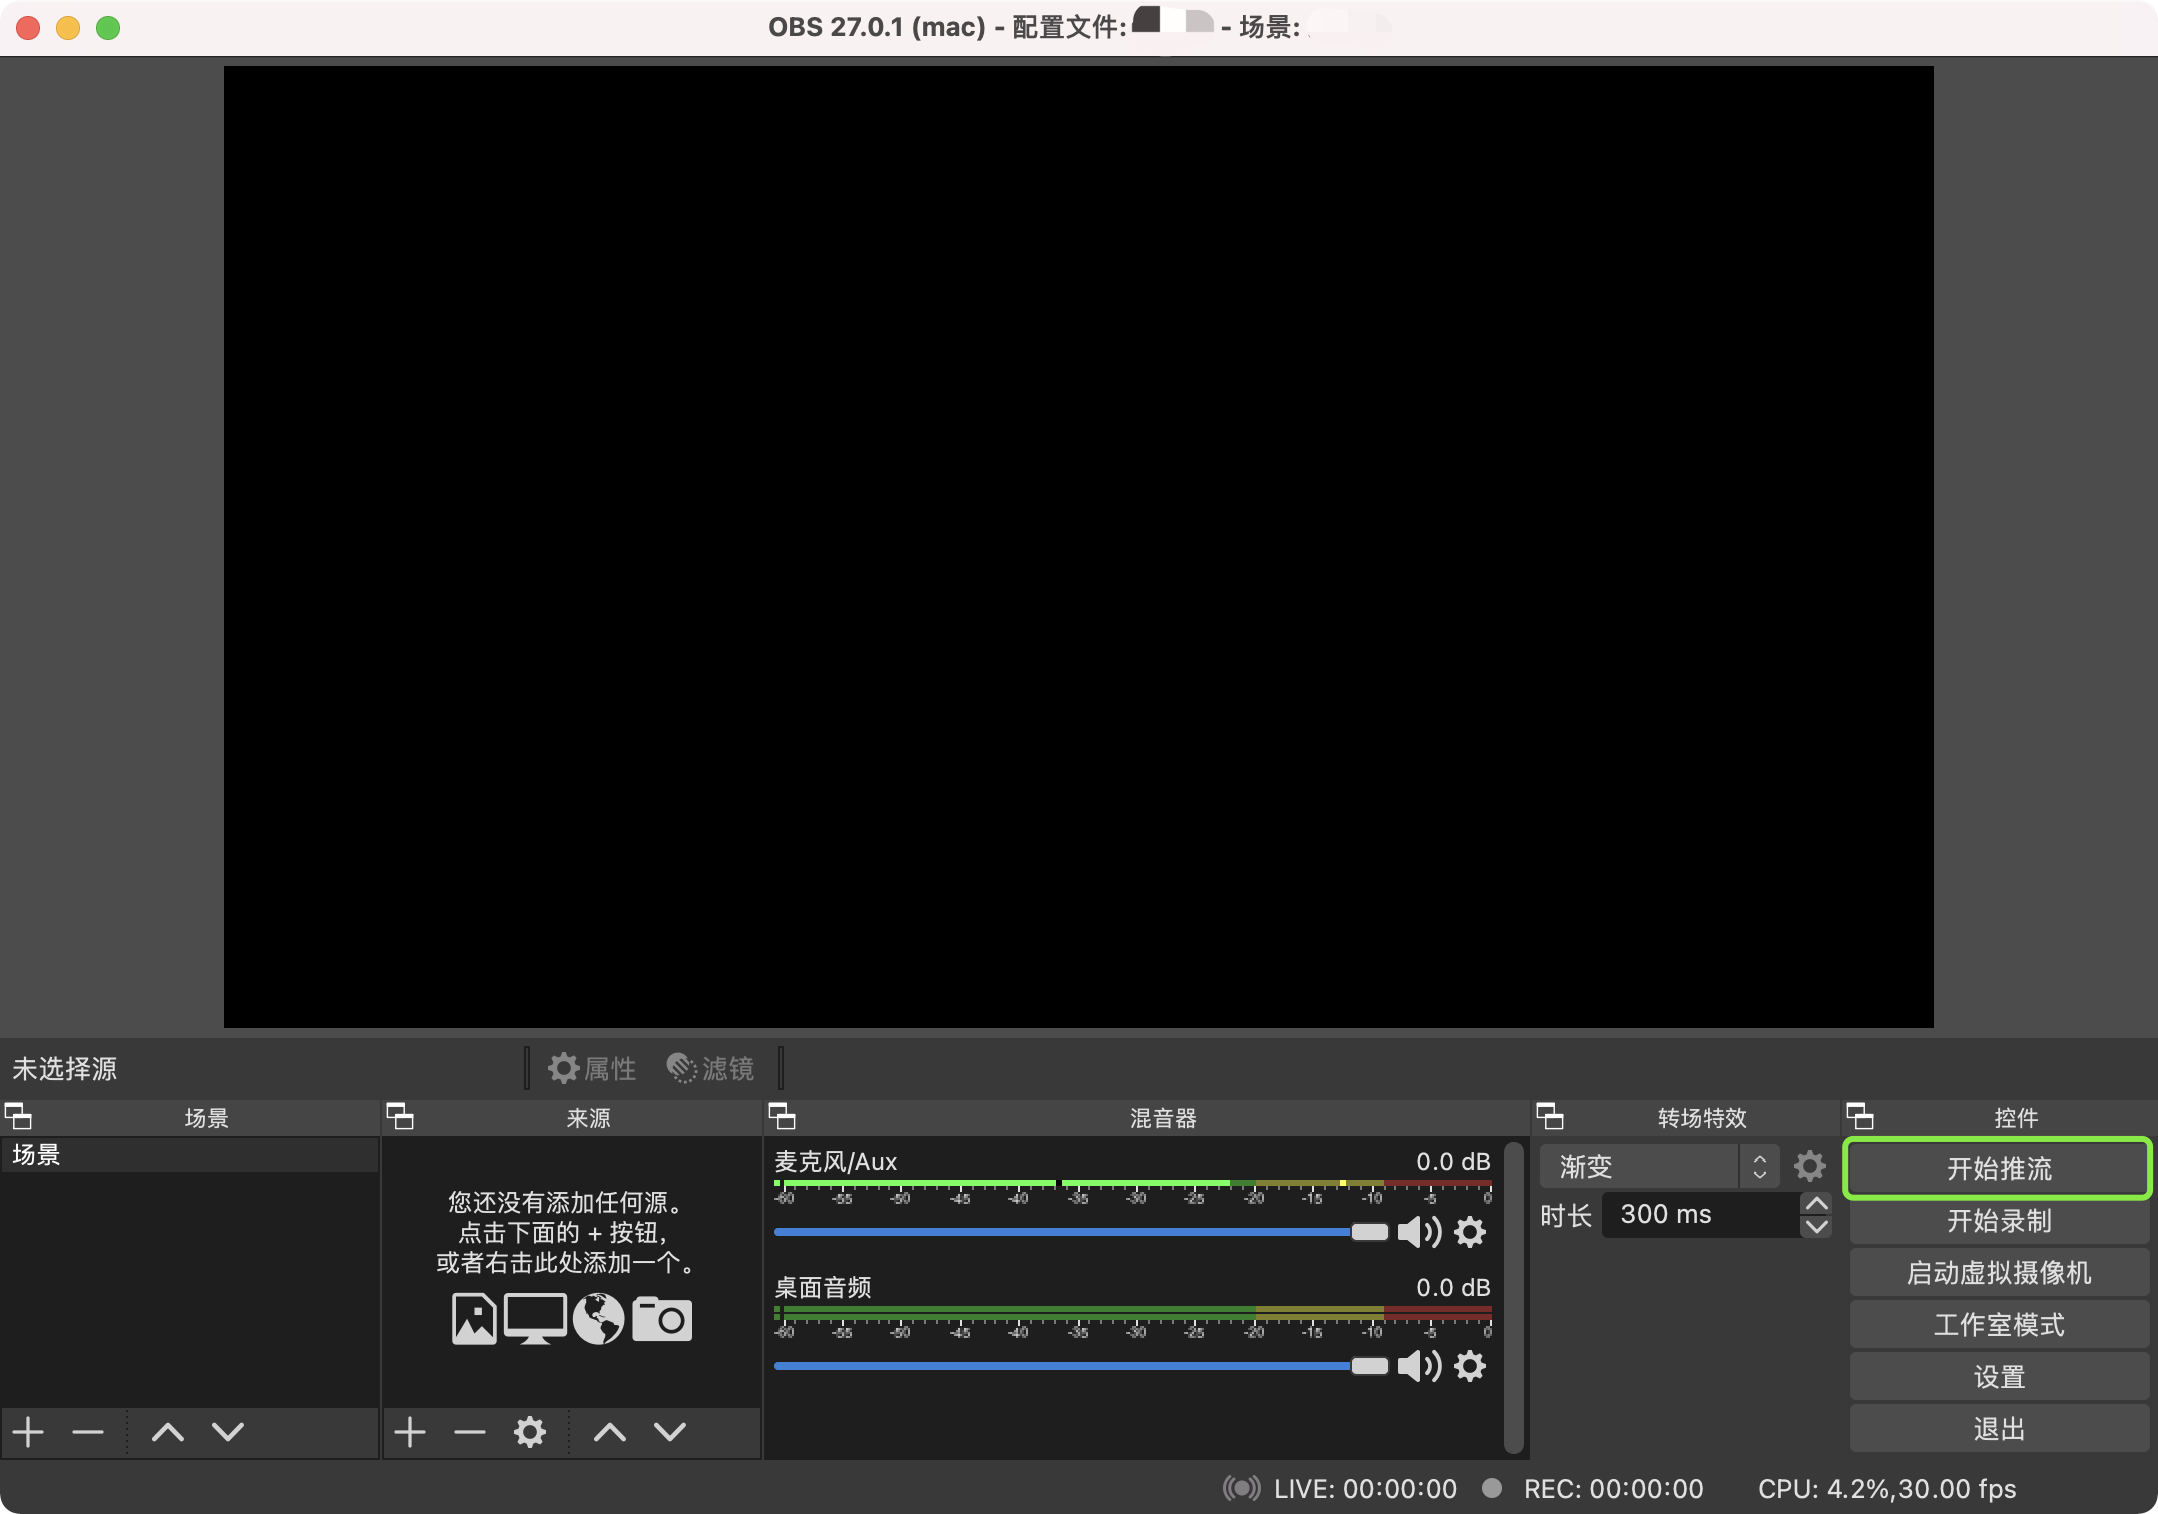 OBS 27.0.1 (mac) - 配置文件: - 场景:
未选择源
属性
滤镜
场景
来源
混音器
转场特效
控件
场景
您还没有添加任何源。
点击下面的 + 按钮，
或者右击此处添加一个。
麦克风/Aux
0.0 dB
-60 -55 -50 -45 -40 -35 -30 -25 -20 -15 -10 -5 0
桌面音频
0.0 dB
-60 -55 -50 -45 -40 -35 -30 -25 -20 -15 -10 -5 0
渐变
时长
300 ms
开始推流
开始录制
启动虚拟摄像机
工作室模式
设置
退出
LIVE: 00:00:00
REC: 00:00:00
CPU: 4.2%,30.00 fps